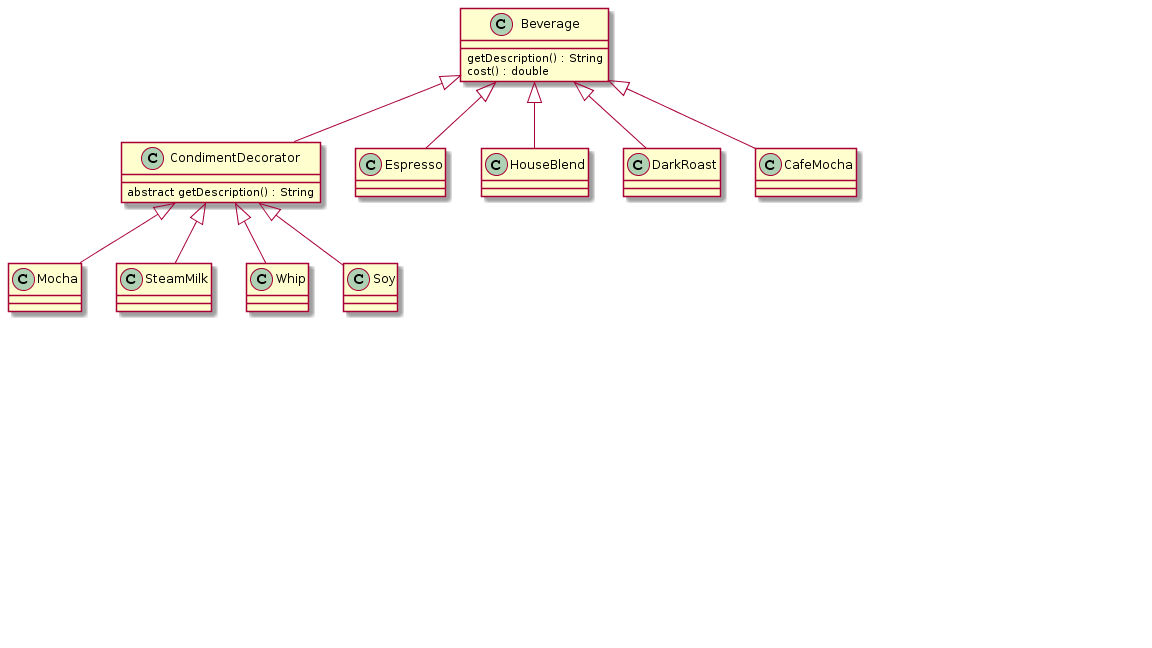 C Beverage
getDescription() : String
cost() : double
C CondimentDecorator
abstract getDescription() : String
C Espresso
C HouseBlend
C DarkRoast
C CafeMocha
C Mocha
C SteamMilk
C Whip
C Soy